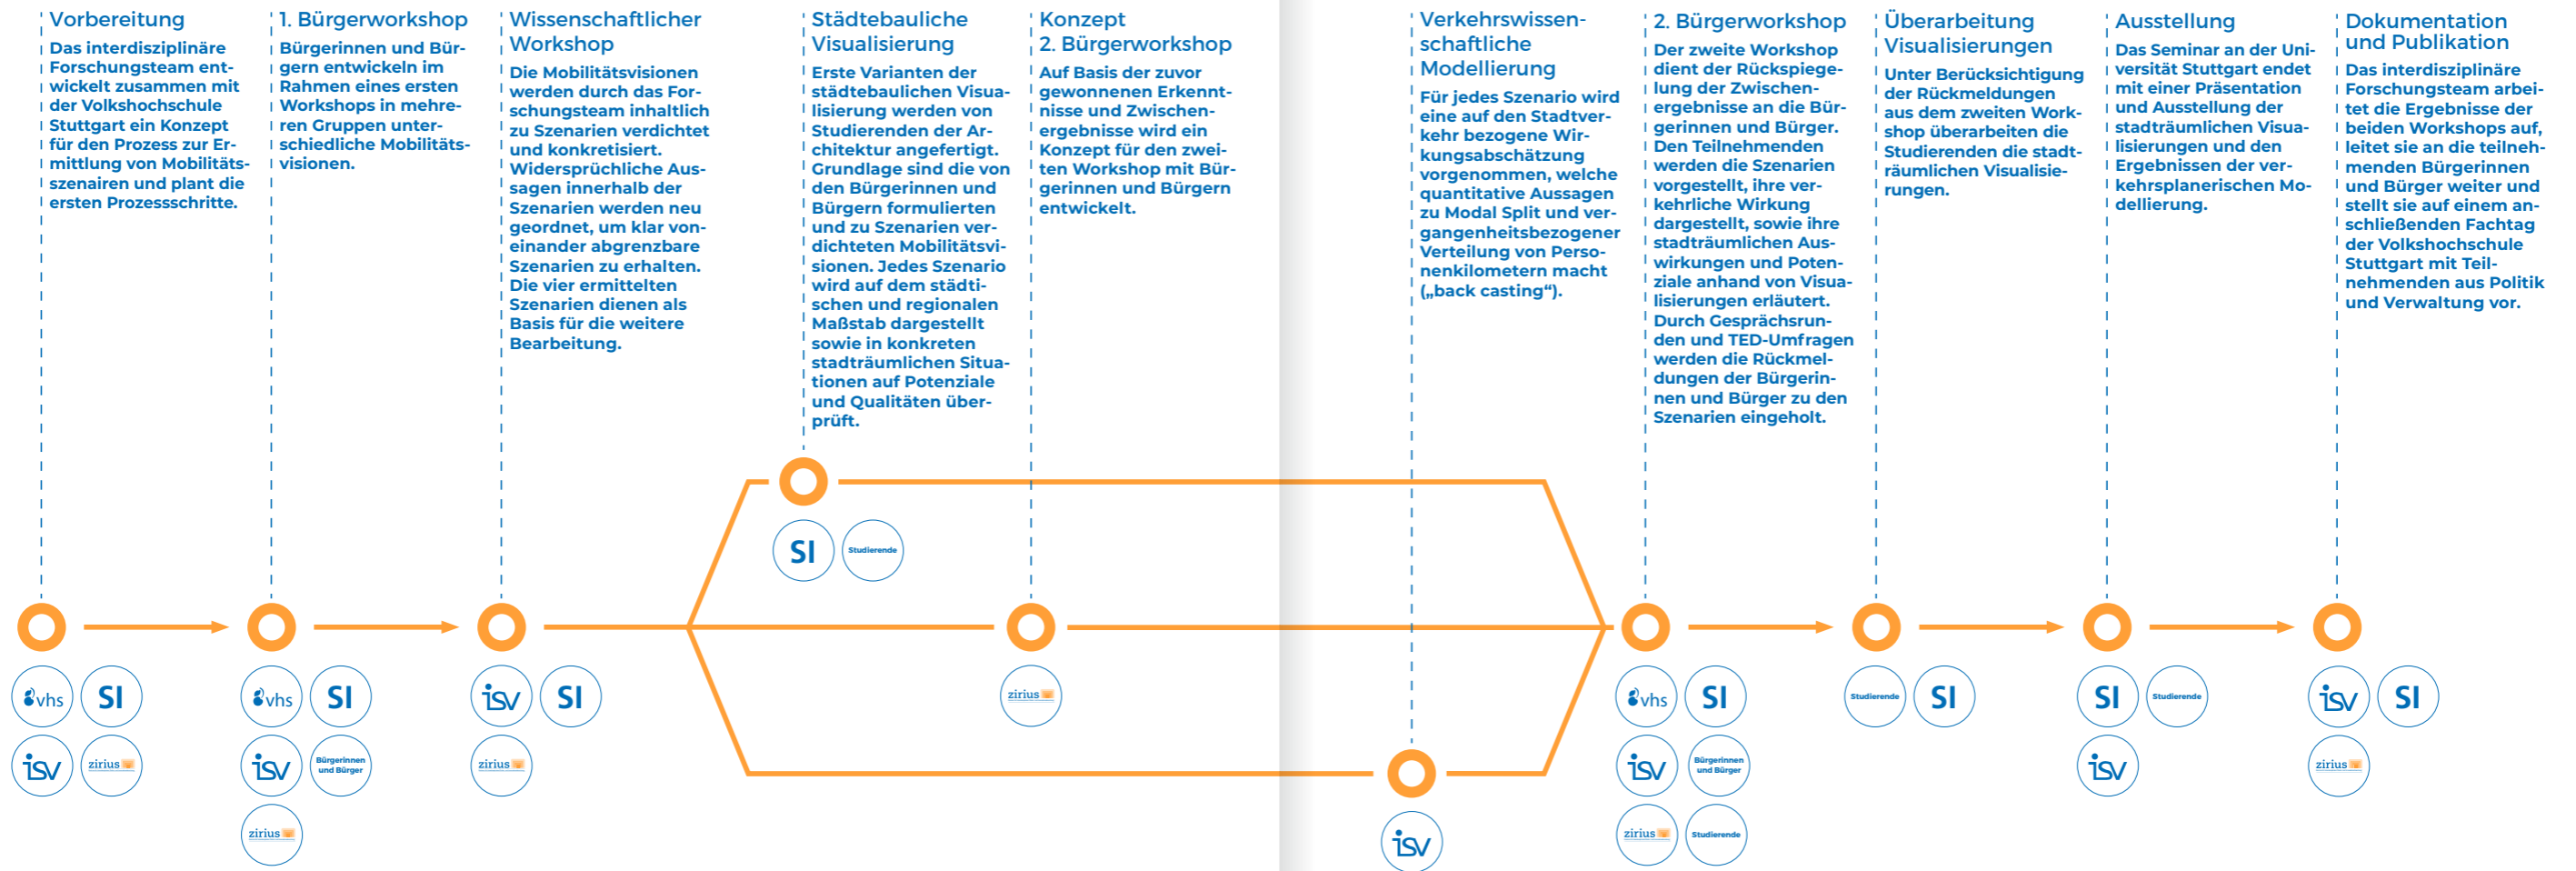 Vorbereitung
Das interdisziplinäre
Forschungsteam ent-
wickelt zusammen mit
der Volkshochschule
Stuttgart ein Konzept
für den Prozess zur Er-
mittlung von Mobilitäts-
szenairen und plant die
ersten Prozessschritte.
1. Bürgerworkshop
Bürgerinnen und Bür-
gern entwickeln im
Rahmen eines ersten
Workshops in mehre-
ren Gruppen unter-
schiedliche Mobilitäts-
visionen.
Wissenschaftlicher
Workshop
Die Mobilitätsvisionen
werden durch das For-
schungsteam inhaltlich
zu Szenarien verdichtet
und konkretisiert.
Widersprüchliche Aus-
sagen innerhalb der
Szenarien werden neu
geordnet, um klar von-
einander abgrenzbare
Szenarien zu erhalten.
Die vier ermittelten
Szenarien dienen als
Basis für die weitere
Bearbeitung.
Städtebauliche
Visualisierung
Erste Varianten der
städtebaulichen Visua-
lisierung werden von
Studierenden der Ar-
chitektur angefertigt.
Grundlage sind die von
den Bürgerinnen und
Bürgern formulierten
und zu Szenarien ver-
dichteten Mobilitätsvi-
sionen. Jedes Szenario
wird auf dem städti-
schen und regionalen
Maßstab dargestellt
sowie in konkreten
stadträumlichen Situa-
tionen auf Potenziale
und Qualitäten über-
prüft.
Konzept
2. Bürgerworkshop
Auf Basis der zuvor
gewonnenen Erkennt-
nisse und Zwischen-
ergebnisse wird ein
Konzept für den zwei-
ten Workshop mit Bür-
gerinnen und Bürgern
entwickelt.
Verkehrswissen-
schaftliche
Modellierung
Für jedes Szenario wird
eine auf den Stadtver-
kehr bezogene Wir-
kungsabschätzung
vorgenommen, welche
quantitative Aussagen
zu Modal Split und ver-
gangenheitsbezogener
Verteilung von Perso-
nenkilometern macht
(„back casting“).
2. Bürgerworkshop
Der zweite Workshop
dient der Rückspiege-
lung der Zwischen-
ergebnisse an die Bür-
gerinnen und Bürger.
Den Teilnehmenden
werden die Szenarien
vorgestellt, ihre ver-
kehrliche Wirkung
dargestellt, sowie ihre
stadträumlichen Aus-
wirkungen und Poten-
ziale anhand von Visua-
lisierungen erläutert.
Durch Gesprächsrun-
den und TED-Umfragen
werden die Rückmel-
dungen der Bürgerin-
nen und Bürger zu den
Szenarien eingeholt.
Überarbeitung
Visualisierungen
Unter Berücksichtigung
der Rückmeldungen
aus dem zweiten Work-
shop überarbeiten die
Studierenden die stadt-
räumlichen Visualisie-
rungen.
Ausstellung
Das Seminar an der Uni-
versität Stuttgart endet
mit einer Präsentation
und Ausstellung der
stadträumlichen Visua-
lisierungen und den
Ergebnissen der ver-
kehrsplanerischen Mo-
dellierung.
Dokumentation
und Publikation
Das interdisziplinäre
Forschungsteam arbei-
tet die Ergebnisse der
beiden Workshops auf,
leitet sie an die teilneh-
menden Bürgerinnen
und Bürger weiter und
stellt sie auf einem an-
schließenden Fachtag
der Volkshochschule
Stuttgart mit Teil-
nehmenden aus Politik
und Verwaltung vor.
vhs SI
isv zirius
vhs SI
isv Bürgerinnen
und Bürger
zirius
isv SI
zirius
SI Studierende
zirius
isv
vhs SI
isv Bürgerinnen
und Bürger
zirius Studierende
Studierende SI
SI Studierende
isv
isv SI
zirius